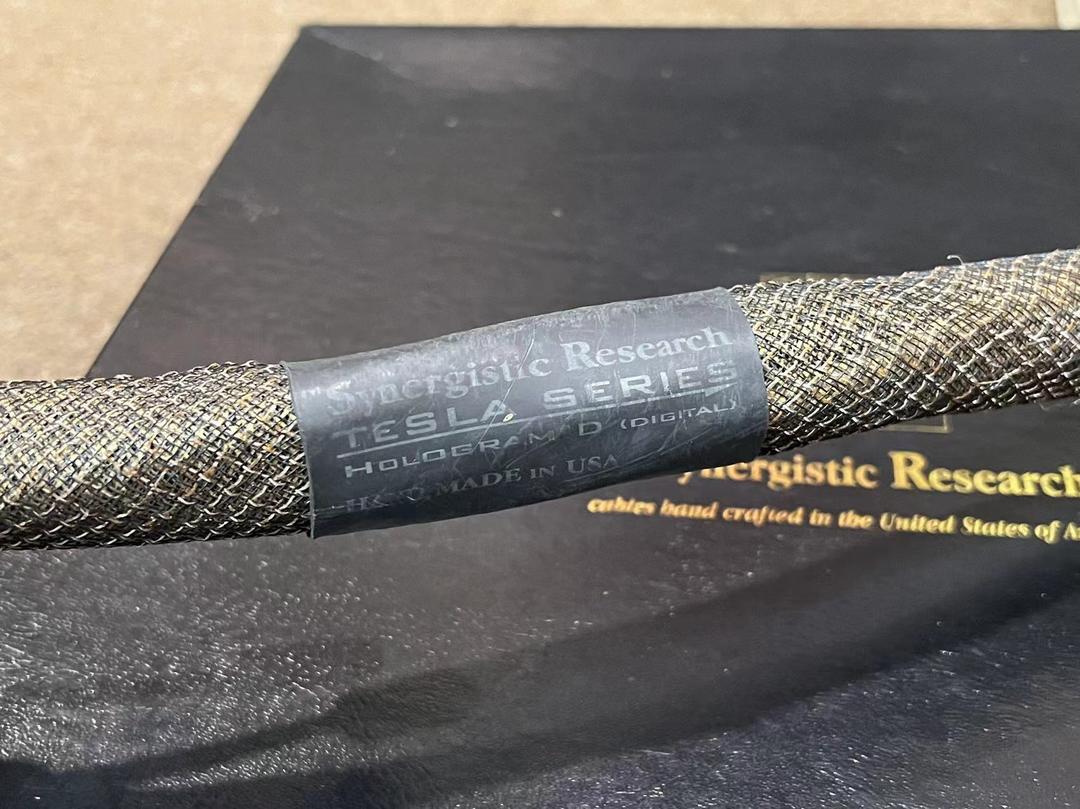 Synergistic Research
TESLA SERIES
HOLOGRAM D (DIGITAL)
HAND MADE IN USA
Synergistic Research
cables hand crafted in the United States of